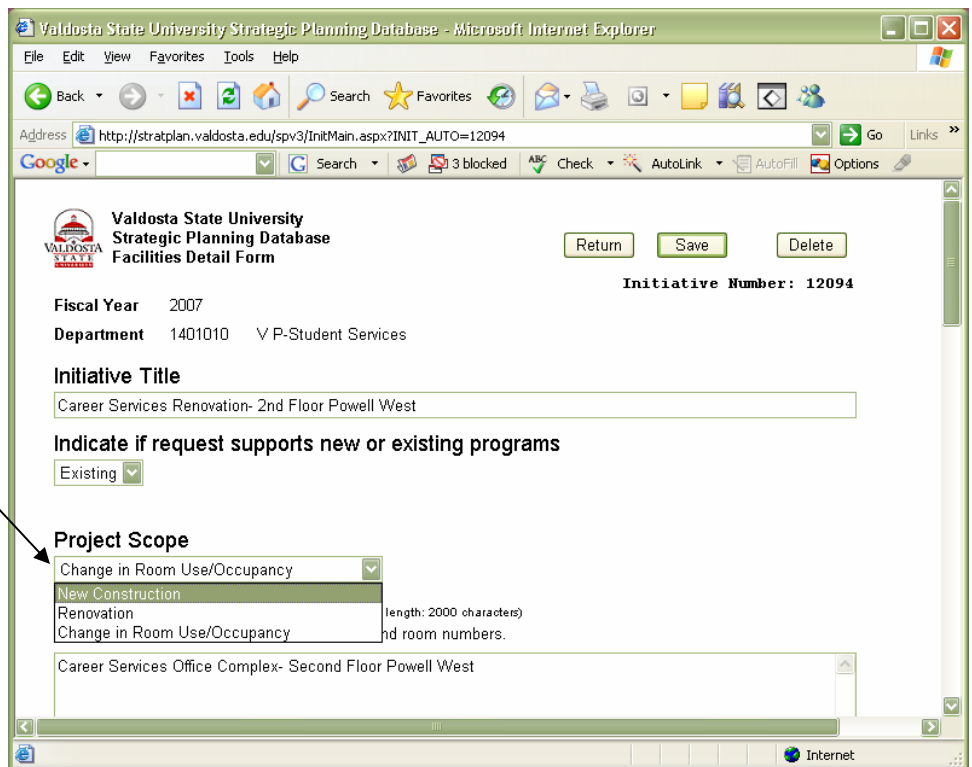 Valdosta State University Strategic Planning Database - Microsoft Internet Explorer
File Edit View Favorites Tools Help
Back Search Favorites
Address http://stratplan.valdosta.edu/spv3/InitMain.aspx?INIT_AUTO=12094 Go Links »
Google G Search 3 blocked ABC Check AutoLink AutoFill Options
VALDOSTA
STATE
Valdosta State University
Strategic Planning Database
Facilities Detail Form
Return Save Delete
Initiative Number: 12094
Fiscal Year 2007
Department 1401010 V P-Student Services
Initiative Title
Career Services Renovation- 2nd Floor Powell West
Indicate if request supports new or existing programs
Existing
Project Scope
Change in Room Use/Occupancy
New Construction
Renovation length: 2000 characters)
Change in Room Use/Occupancy nd room numbers.
Career Services Office Complex- Second Floor Powell West
Internet